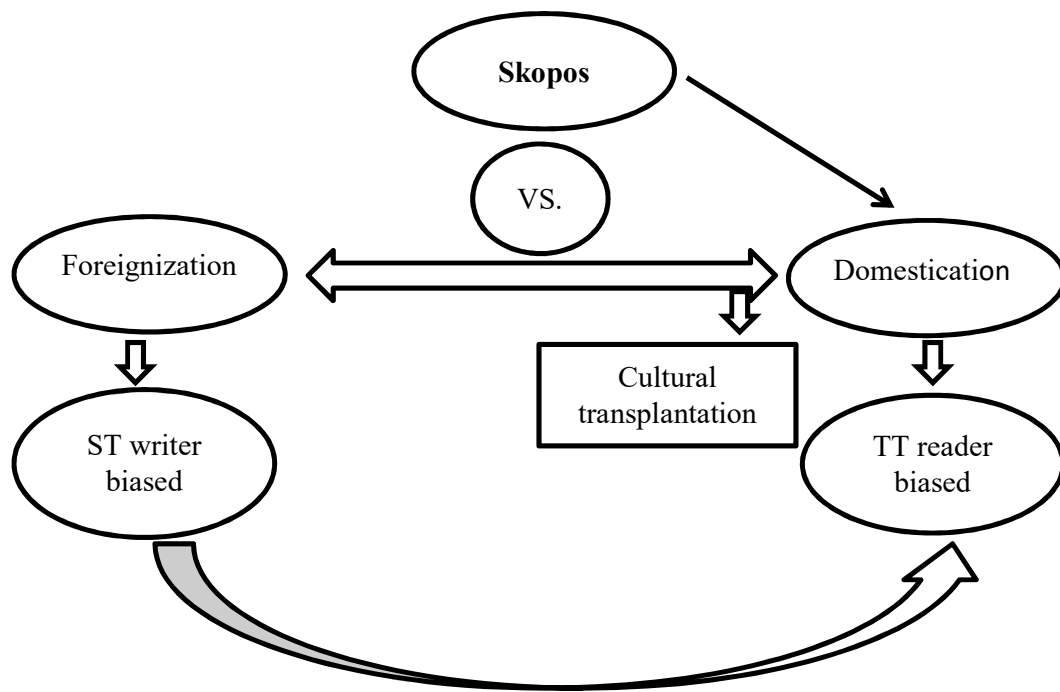 Skopos
VS.
Foreignization
Domestication
Cultural
transplantation
ST writer
biased
TT reader
biased